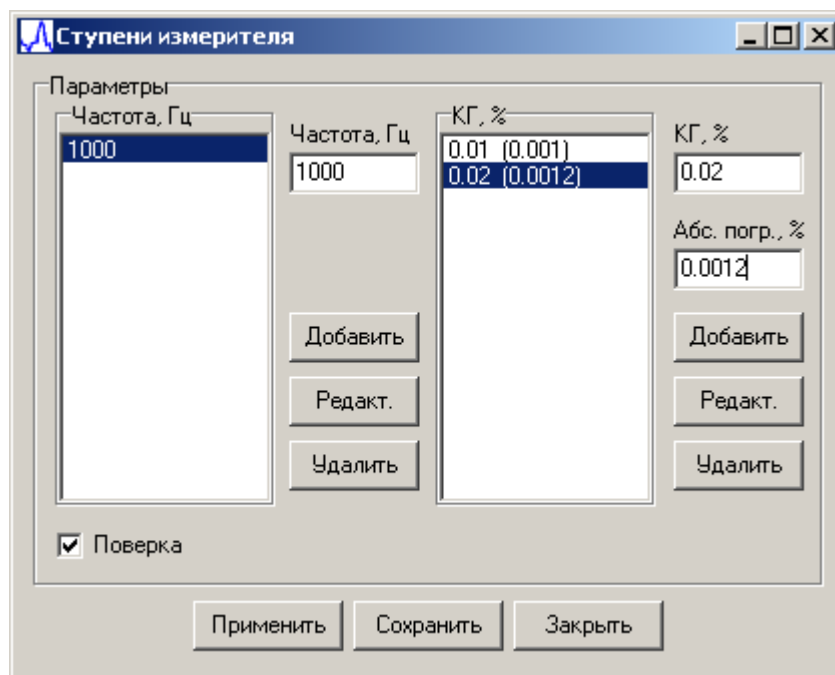 Ступени измерителя
Параметры
Частота, Гц
1000
Частота, Гц
1000
Добавить
Редакт.
Удалить
КГ, %
0.01 (0.001)
0.02 (0.0012)
КГ, %
0.02
Абс. погр., %
0.0012
Добавить
Редакт.
Удалить
Поверка
Применить
Сохранить
Закрыть